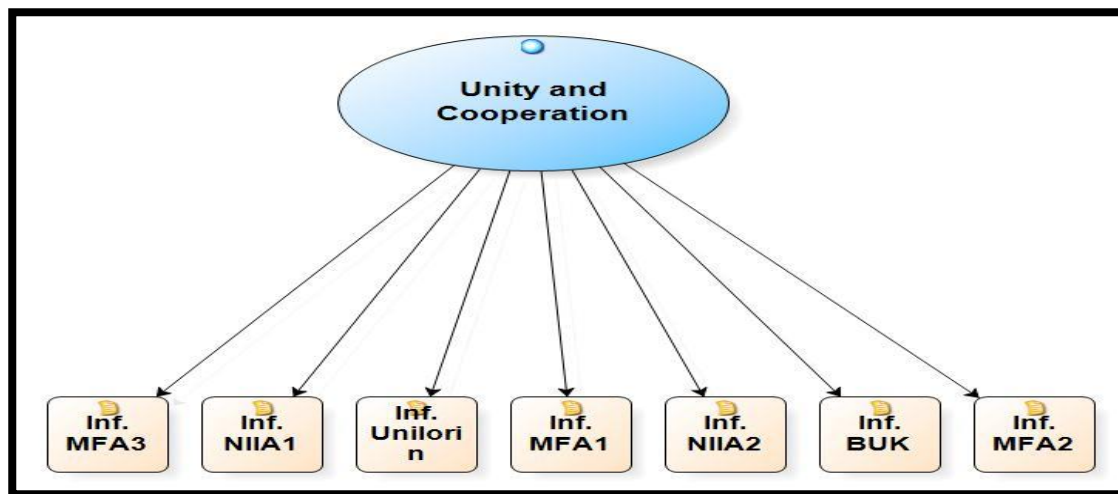 Unity and
Cooperation
Inf.
MFA3
Inf.
NIIA1
Inf.
Unilori
n
Inf.
MFA1
Inf.
NIIA2
Inf.
BUK
Inf.
MFA2